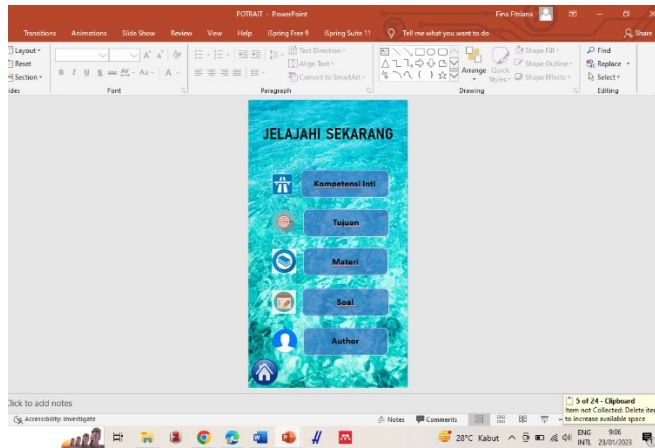 POTRAIT - PowerPoint
Fina Fitriana
Transitions Animations Slide Show Review View Help iSpring Free 9 iSpring Suite 11 Tell me what you want to do Share
Layout
Reset
Section
Text Direction
Align Text
Convert to SmartArt
Arrange
Quick Styles
Shape Fill
Shape Outline
Shape Effects
Find
Replace
Select
Font Paragraph Drawing Editing
JELAJAHI SEKARANG
Kompetensi Inti
Tujuan
Materi
Soal
Author
Click to add notes
5 of 24 - Clipboard
Item not Collected: Delete
to increase available space
Accessibility: Investigate
Notes Comments
28°C Kabut
ENG
INTL
9:06
23/01/2023